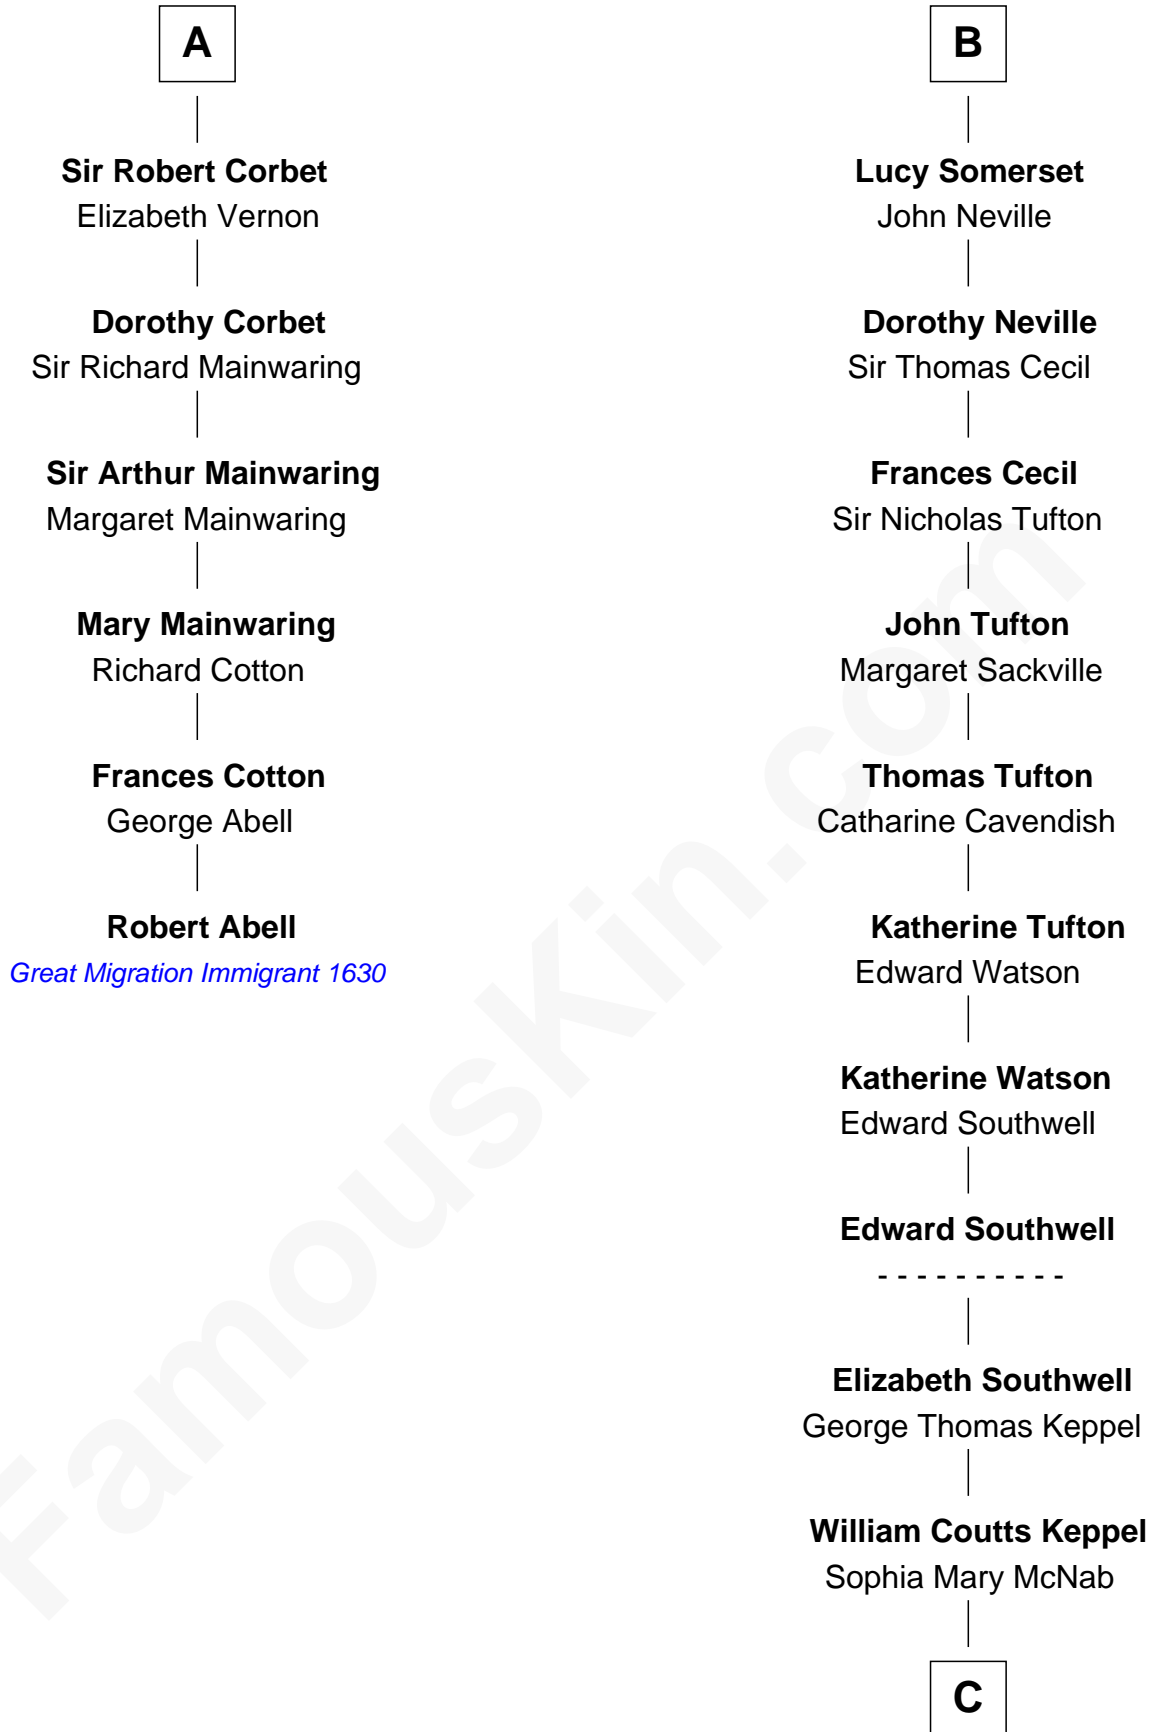 A
Sir Robert Corbet
Elizabeth Vernon
Dorothy Corbet
Sir Richard Mainwaring
Sir Arthur Mainwaring
Margaret Mainwaring
Mary Mainwaring
Richard Cotton
Frances Cotton
George Abell
Robert Abell
Great Migration Immigrant 1630
B
Lucy Somerset
John Neville
Dorothy Neville
Sir Thomas Cecil
Frances Cecil
Sir Nicholas Tufton
John Tufton
Margaret Sackville
Thomas Tufton
Catharine Cavendish
Katherine Tufton
Edward Watson
Katherine Watson
Edward Southwell
Edward Southwell
- - - - - - - - - -
Elizabeth Southwell
George Thomas Keppel
William Coutts Keppel
Sophia Mary McNab
C
FamousKin.com